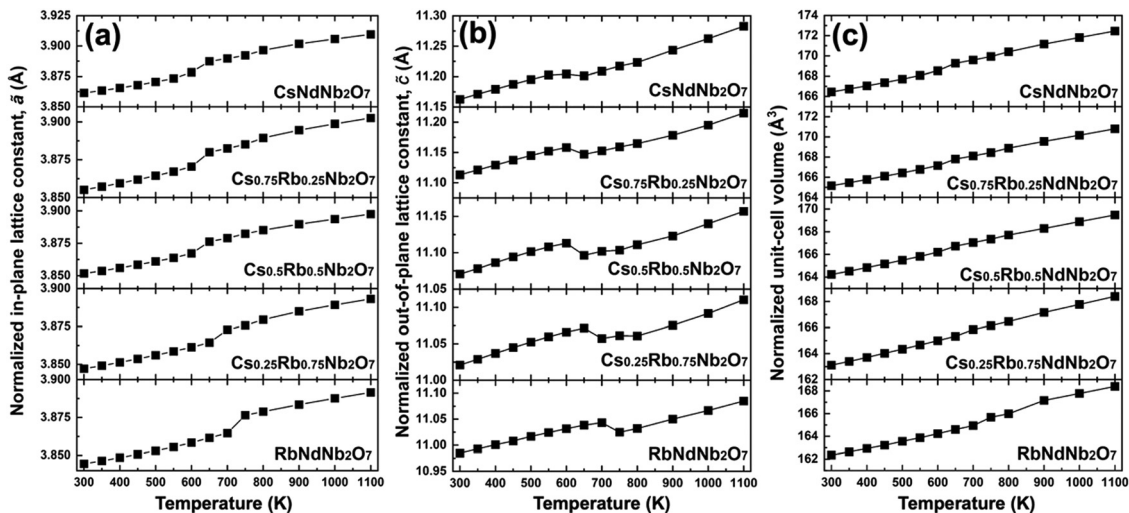 (a)
Normalized in-plane lattice constant, ã (Å)
3.925
3.900
3.875
3.850
CsNdNb2O7
3.900
3.875
3.850
Cs0.75Rb0.25Nb2O7
3.900
3.875
3.850
Cs0.5Rb0.5Nb2O7
3.900
3.875
3.850
Cs0.25Rb0.75Nb2O7
3.900
3.875
3.850
RbNdNb2O7
300 400 500 600 700 800 900 1000 1100
Temperature (K)
(b)
Normalized out-of-plane lattice constant, c̃ (Å)
11.30
11.25
11.20
11.15
CsNdNb2O7
11.20
11.15
11.10
Cs0.75Rb0.25Nb2O7
11.15
11.10
11.05
Cs0.5Rb0.5Nb2O7
11.10
11.05
11.00
Cs0.25Rb0.75Nb2O7
11.05
11.00
10.95
RbNdNb2O7
300 400 500 600 700 800 900 1000 1100
Temperature (K)
(c)
Normalized unit-cell volume (Å3)
174
172
170
168
166
CsNdNb2O7
172
170
168
166
164
Cs0.75Rb0.25NdNb2O7
170
168
166
164
Cs0.5Rb0.5NdNb2O7
168
166
164
162
Cs0.25Rb0.75NdNb2O7
168
166
164
162
RbNdNb2O7
300 400 500 600 700 800 900 1000 1100
Temperature (K)